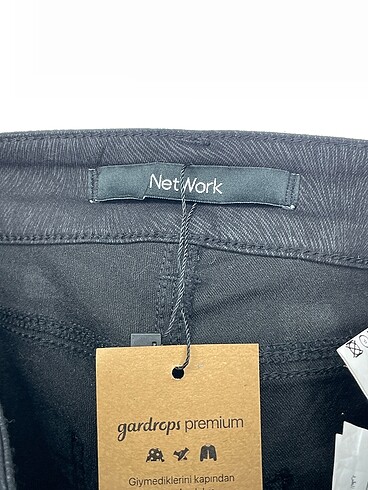 NetWork
gardrops premium
Giymediklerini kapından